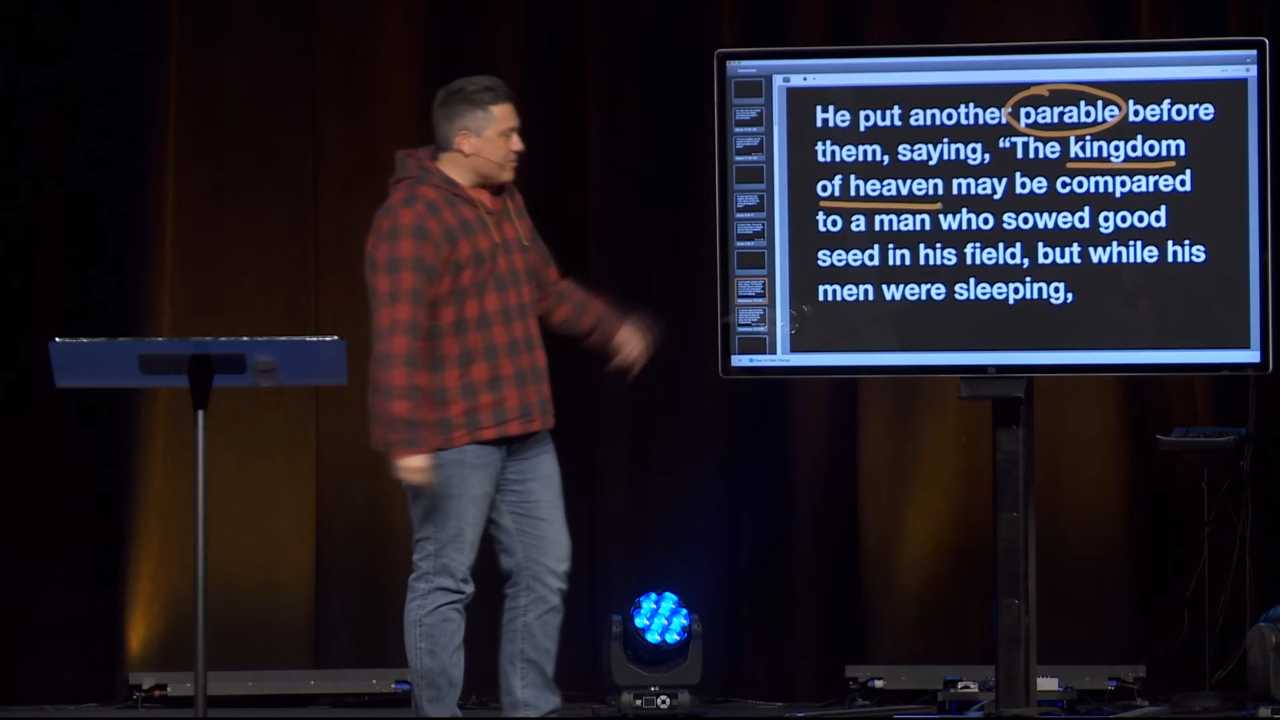 He put another parable before
them, saying, “The kingdom
of heaven may be compared
to a man who sowed good
seed in his field, but while his
men were sleeping,